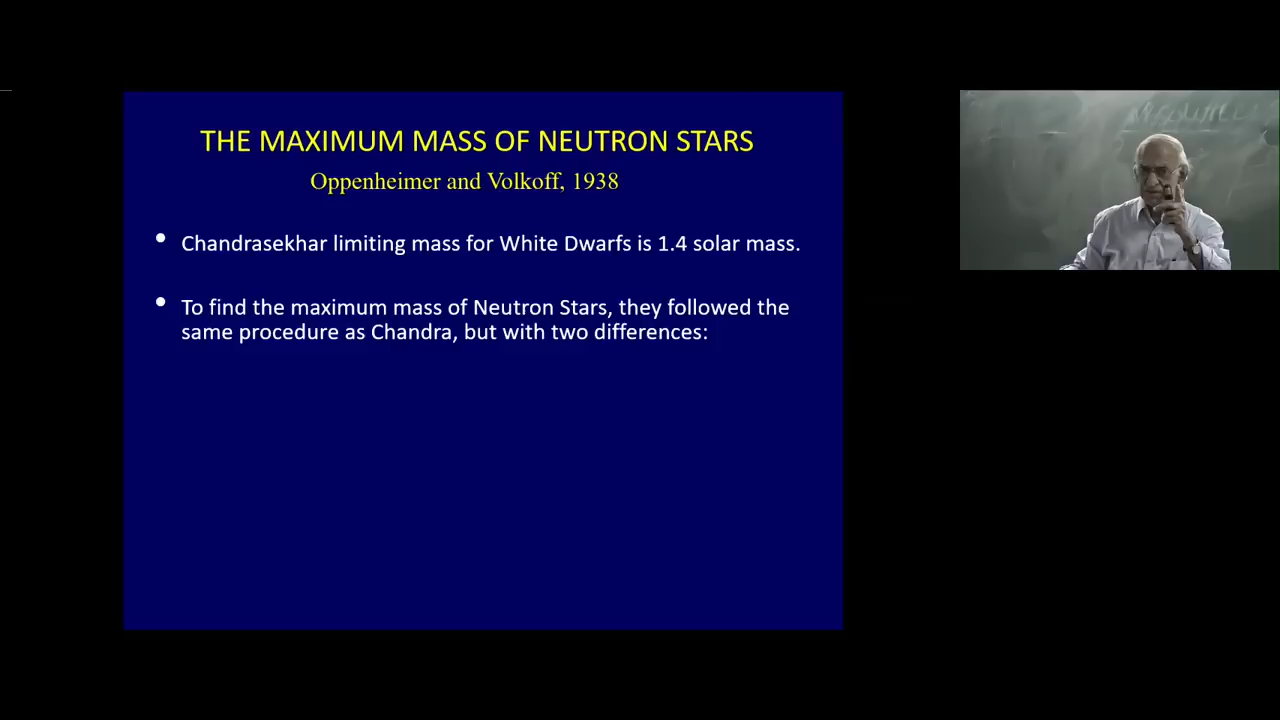 THE MAXIMUM MASS OF NEUTRON STARS
Oppenheimer and Volkoff, 1938
• Chandrasekhar limiting mass for White Dwarfs is 1.4 solar mass.
• To find the maximum mass of Neutron Stars, they followed the
same procedure as Chandra, but with two differences: